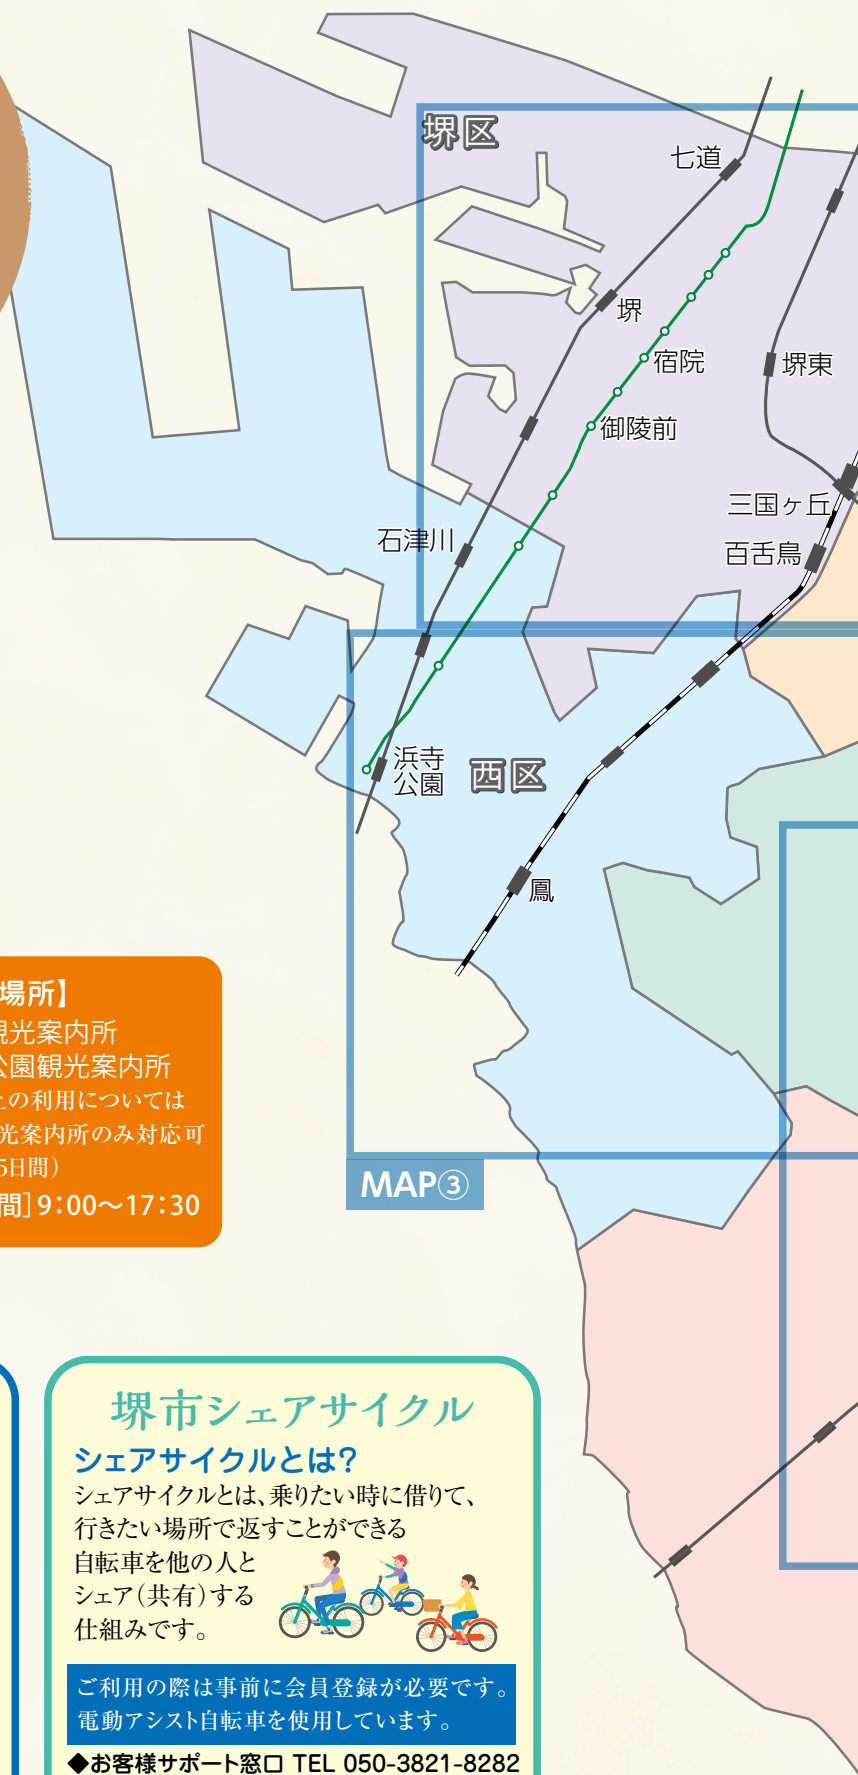 堺区
七道
堺
宿院
堺東
御陵前
三国ヶ丘
石津川
百舌鳥
浜寺
公園
西区
鳳
場所】
観光案内所
公園観光案内所
上の利用については
光案内所のみ対応可
5日間）
間］9：00～17：30
MAP③
堺市シェアサイクル
シェアサイクルとは？
シェアサイクルとは、乗りたい時に借りて、
行きたい場所で返すことができる
自転車を他の人と
シェア（共有）する
仕組みです。
ご利用の際は事前に会員登録が必要です。
電動アシスト自転車を使用しています。
◆お客様サポート窓口 TEL 050-3821-8282